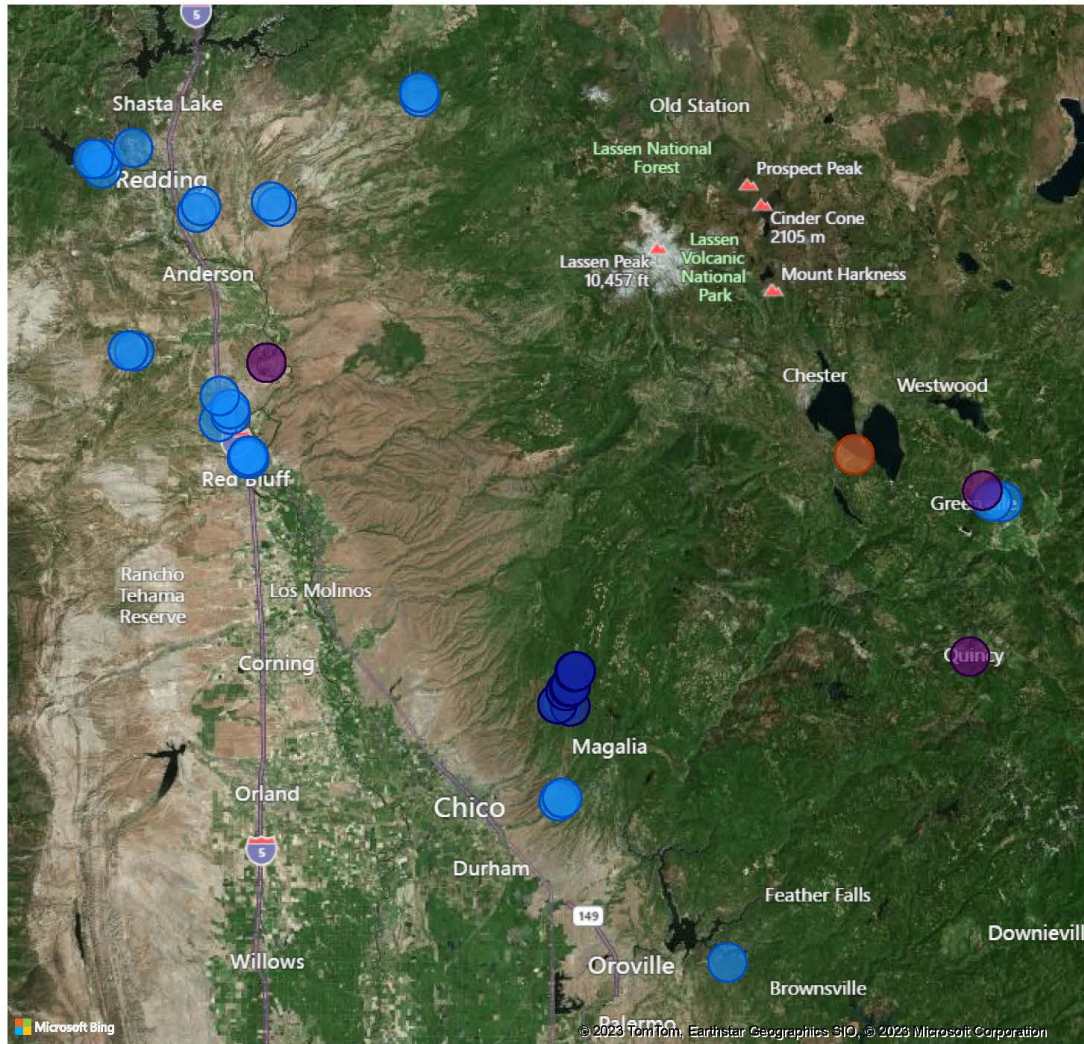 5
Shasta Lake
Old Station
Lassen National
Forest
Prospect Peak
Redding
Cinder Cone
2105 m
Lassen
Volcanic
National
Park
Lassen Peak
10,457 ft
Anderson
Mount Harkness
Chester
Westwood
Red Bluff
Rancho
Tehama
Reserve
Los Molinos
Corning
Quincy
Magalia
Orland
Chico
5
Durham
Feather Falls
149
Downievill
Willows
Oroville
Brownsville
Palermo
Microsoft Bing
© 2023 TomTom, Earthstar Geographics SIO, © 2023 Microsoft Corporation